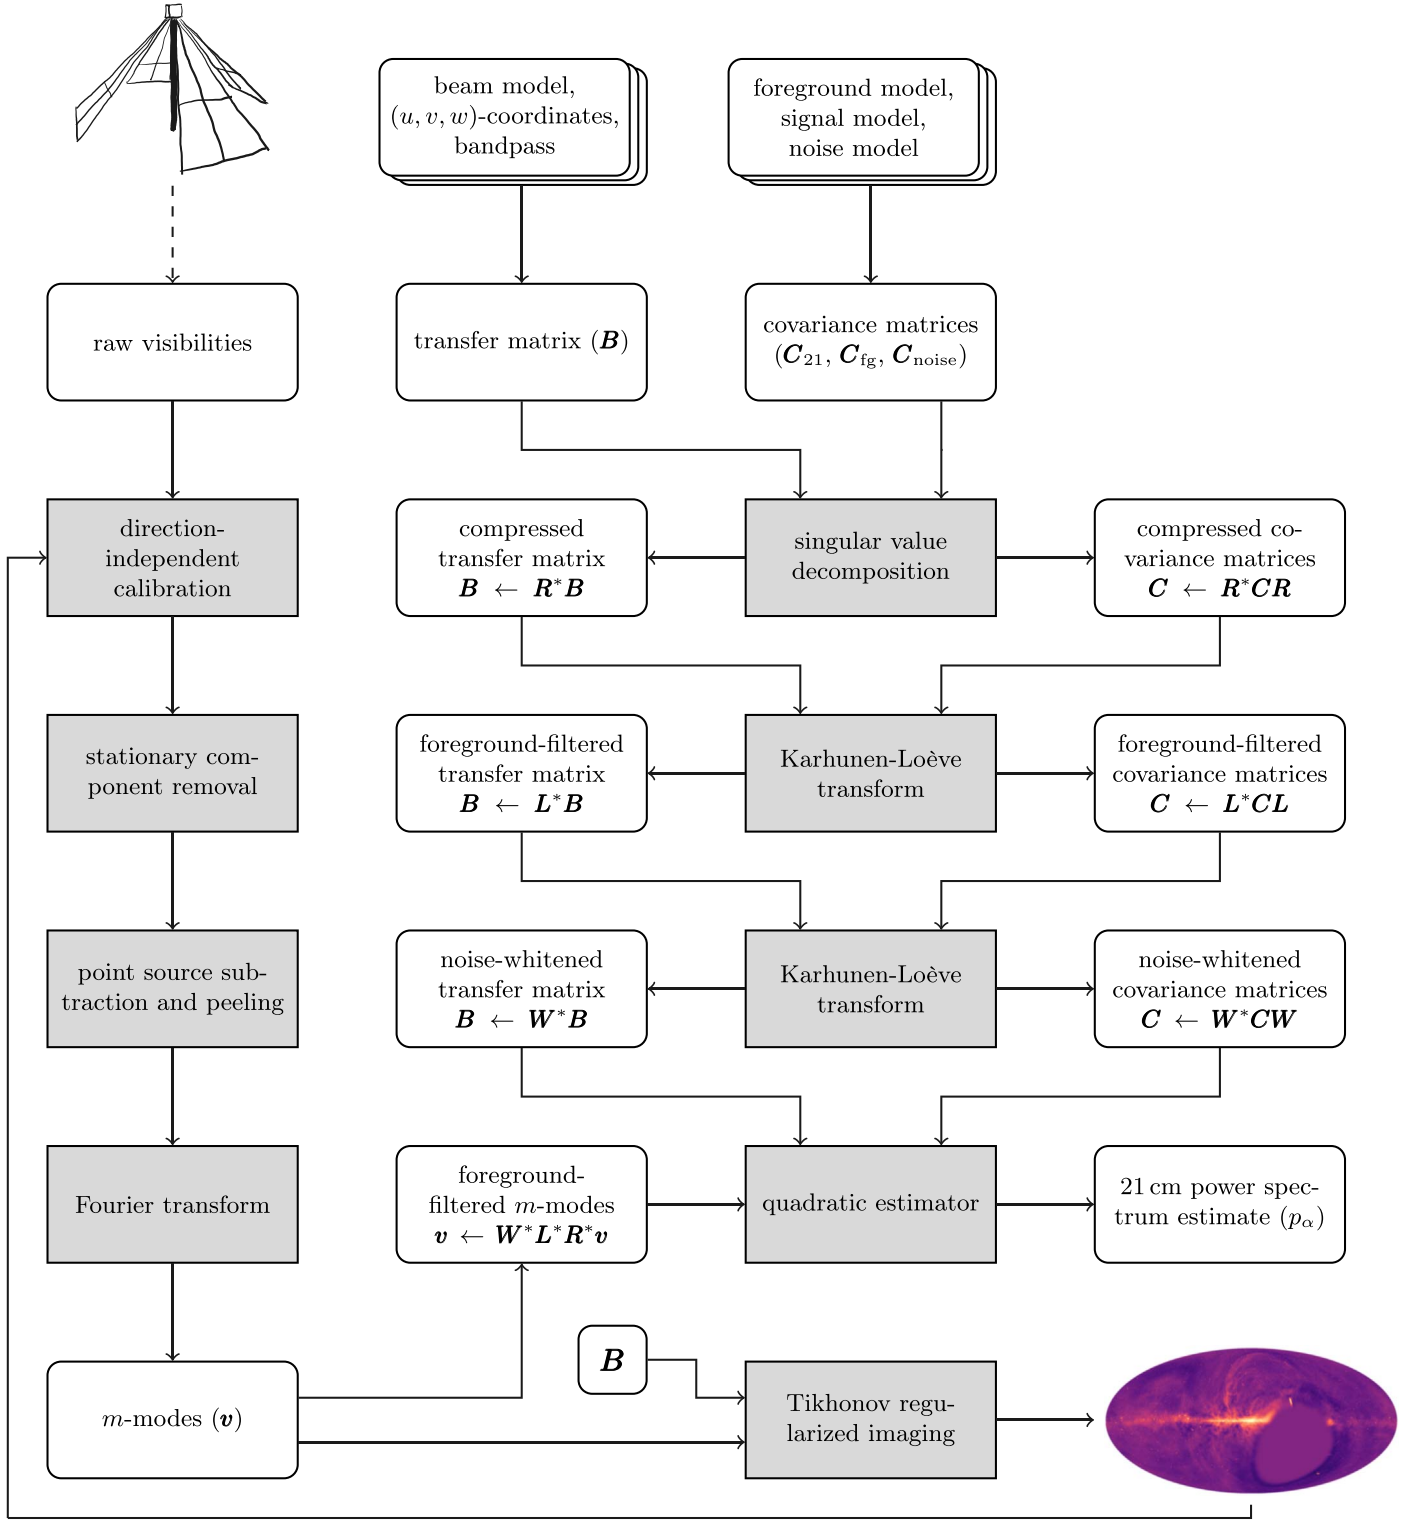 beam model,
(u, v, w)-coordinates,
bandpass
foreground model,
signal model,
noise model
raw visibilities
transfer matrix (B)
covariance matrices
(C₂₁, C_fg, C_noise)
direction-
independent
calibration
compressed
transfer matrix
B ← R*B
singular value
decomposition
compressed co-
variance matrices
C ← R*CR
stationary com-
ponent removal
foreground-filtered
transfer matrix
B ← L*B
Karhunen-Loève
transform
foreground-filtered
covariance matrices
C ← L*CL
point source sub-
traction and peeling
noise-whitened
transfer matrix
B ← W*B
Karhunen-Loève
transform
noise-whitened
covariance matrices
C ← W*CW
Fourier transform
foreground-
filtered m-modes
v ← W*L*R*v
quadratic estimator
21 cm power spec-
trum estimate (p_α)
B
m-modes (v)
Tikhonov regu-
larized imaging